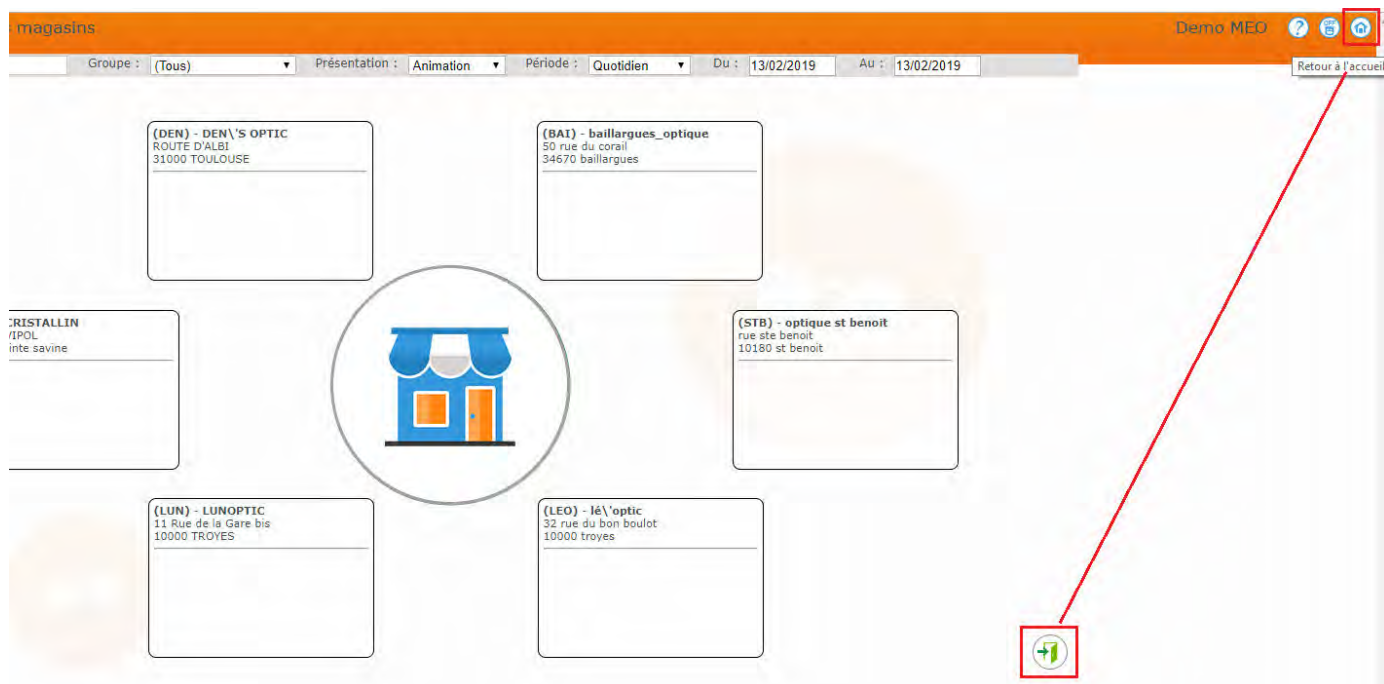 magasins
Demo MEO
Groupe : (Tous) Présentation : Animation Période : Quotidien Du : 13/02/2019 Au : 13/02/2019
Retour à l'accueil
(DEN) - DEN\'S OPTIC
ROUTE D'ALBI
31000 TOULOUSE
(BAI) - baillargues_optique
50 rue du corail
34670 baillargues
CRISTALLIN
VIPOL
inte savine
(STB) - optique st benoit
rue ste benoit
10180 st benoit
(LUN) - LUNOPTIC
11 Rue de la Gare bis
10000 TROYES
(LEO) - lé\'optic
32 rue du bon boulot
10000 troyes